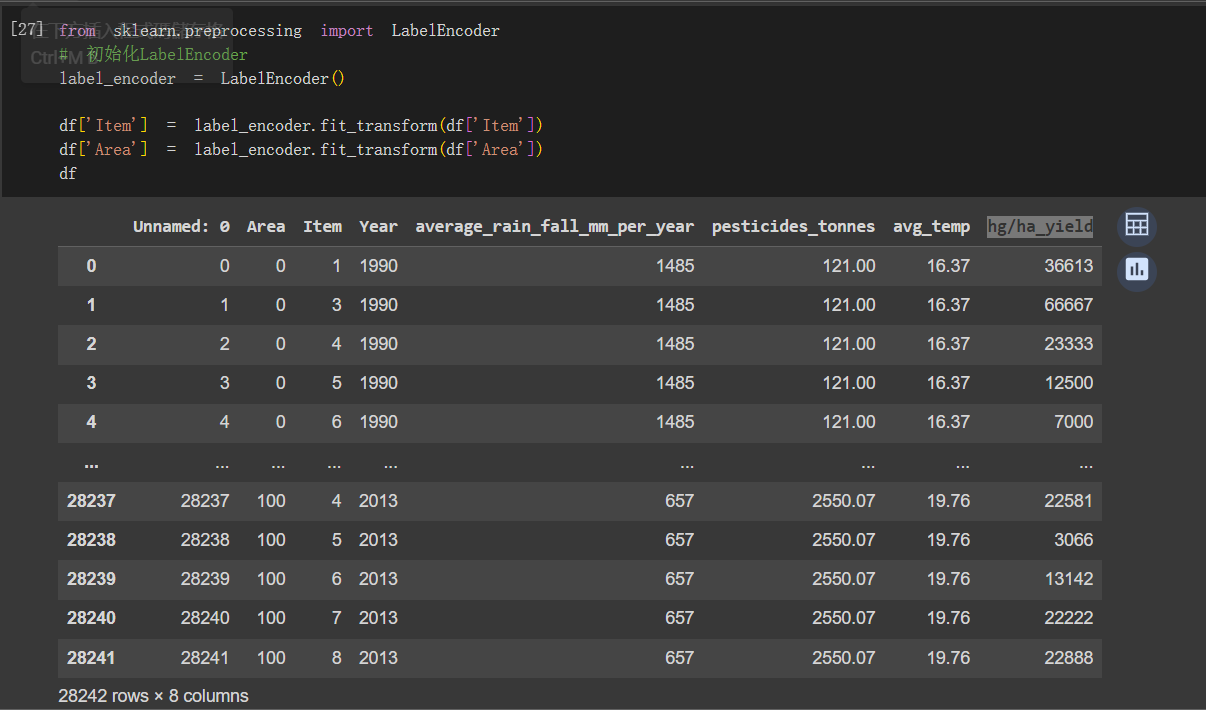 [27] from sklearn.preprocessing import LabelEncoder
# 初始化LabelEncoder
Ctrl+M B
label_encoder = LabelEncoder()
df['Item'] = label_encoder.fit_transform(df['Item'])
df['Area'] = label_encoder.fit_transform(df['Area'])
df
Unnamed: 0 Area Item Year average_rain_fall_mm_per_year pesticides_tonnes avg_temp hg/ha_yield
0 0 0 1 1990 1485 121.00 16.37 36613
1 1 0 3 1990 1485 121.00 16.37 66667
2 2 0 4 1990 1485 121.00 16.37 23333
3 3 0 5 1990 1485 121.00 16.37 12500
4 4 0 6 1990 1485 121.00 16.37 7000
... ... ... ... ... ... ... ... ...
28237 28237 100 4 2013 657 2550.07 19.76 22581
28238 28238 100 5 2013 657 2550.07 19.76 3066
28239 28239 100 6 2013 657 2550.07 19.76 13142
28240 28240 100 7 2013 657 2550.07 19.76 22222
28241 28241 100 8 2013 657 2550.07 19.76 22888
28242 rows × 8 columns